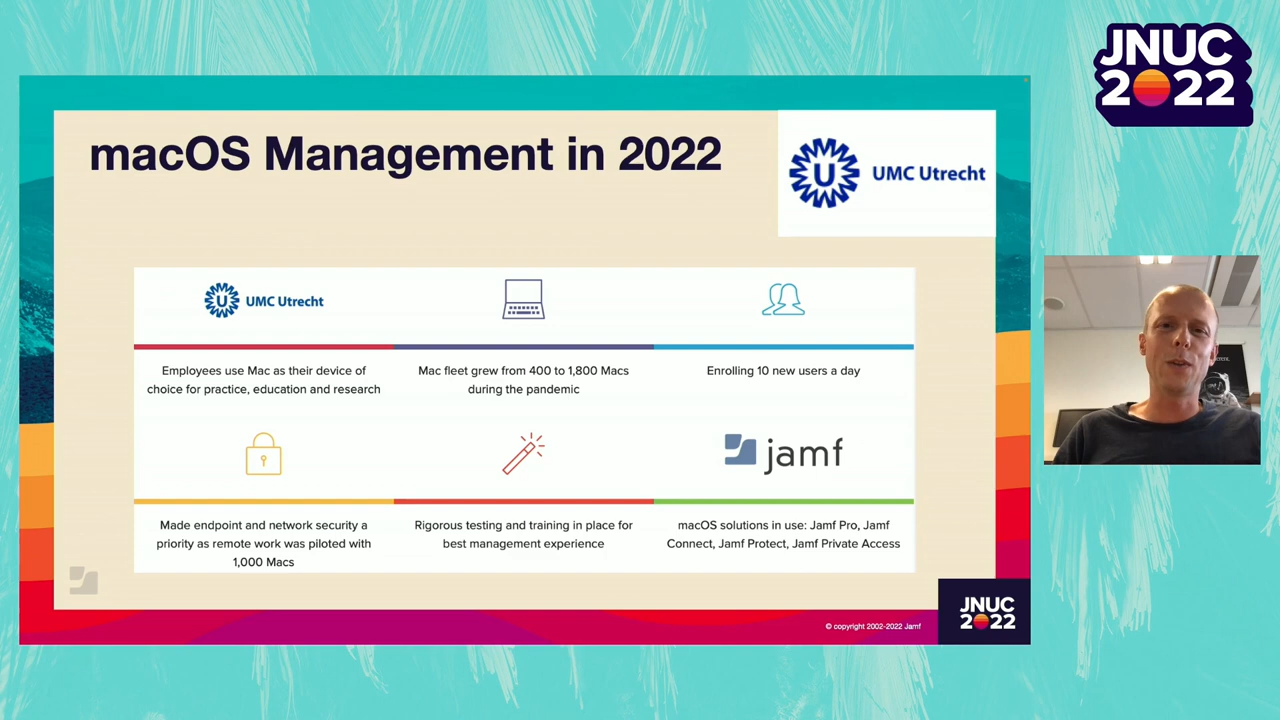 JNUC
2022
macOS Management in 2022
UMC Utrecht
UMC Utrecht
Employees use Mac as their device of
choice for practice, education and research
Mac fleet grew from 400 to 1,800 Macs
during the pandemic
Enrolling 10 new users a day
jamf
Made endpoint and network security a
priority as remote work was piloted with
1,000 Macs
Rigorous testing and training in place for
best management experience
macOS solutions in use: Jamf Pro, Jamf
Connect, Jamf Protect, Jamf Private Access
© copyright 2002-2022 Jamf
JNUC
2022